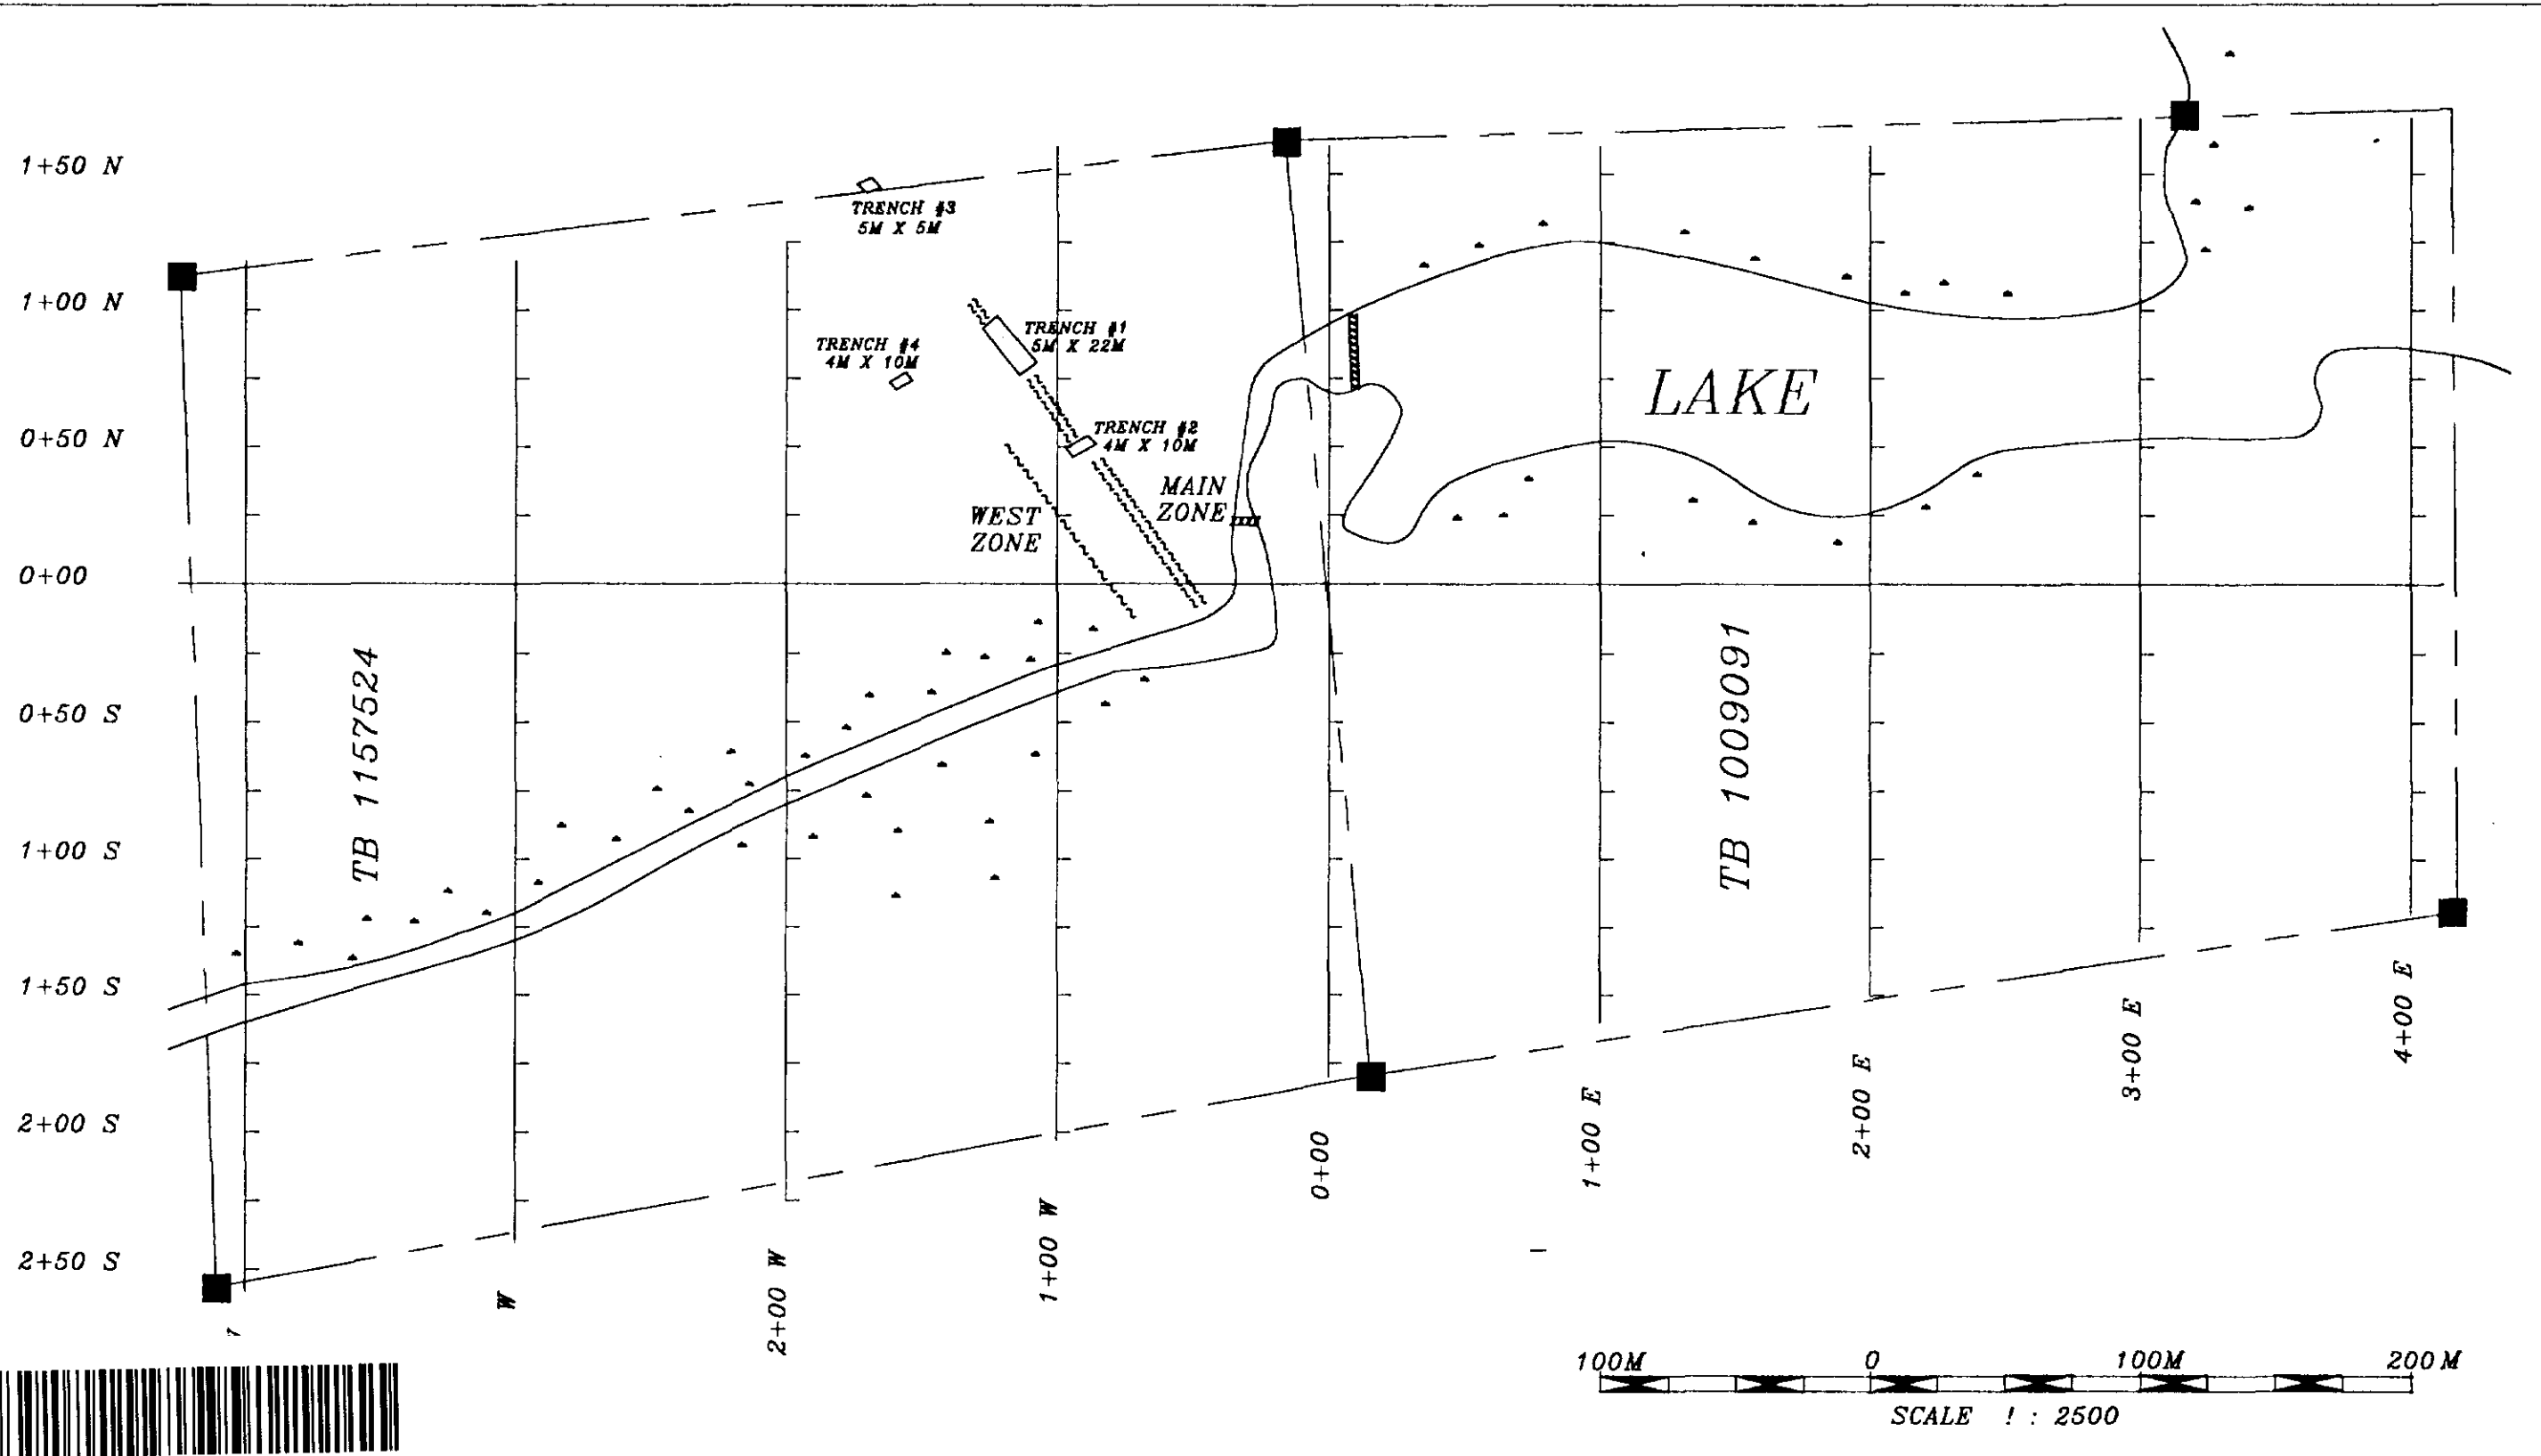 1+50 N
TRENCH #3
5M X 5M
1+00 N
TRENCH #1
5M X 22M
TRENCH #4
4M X 10M
LAKE
0+50 N
TRENCH #2
4M X 10M
MAIN
ZONE
WEST
ZONE
0+00
TB 1157524
TB 1009091
0+50 S
1+00 S
1+50 S
2+00 S
2+50 S
W
2+00 W
1+00 W
0+00
1+00 E
2+00 E
3+00 E
4+00 E
100M 0 100M 200M
SCALE ! : 2500